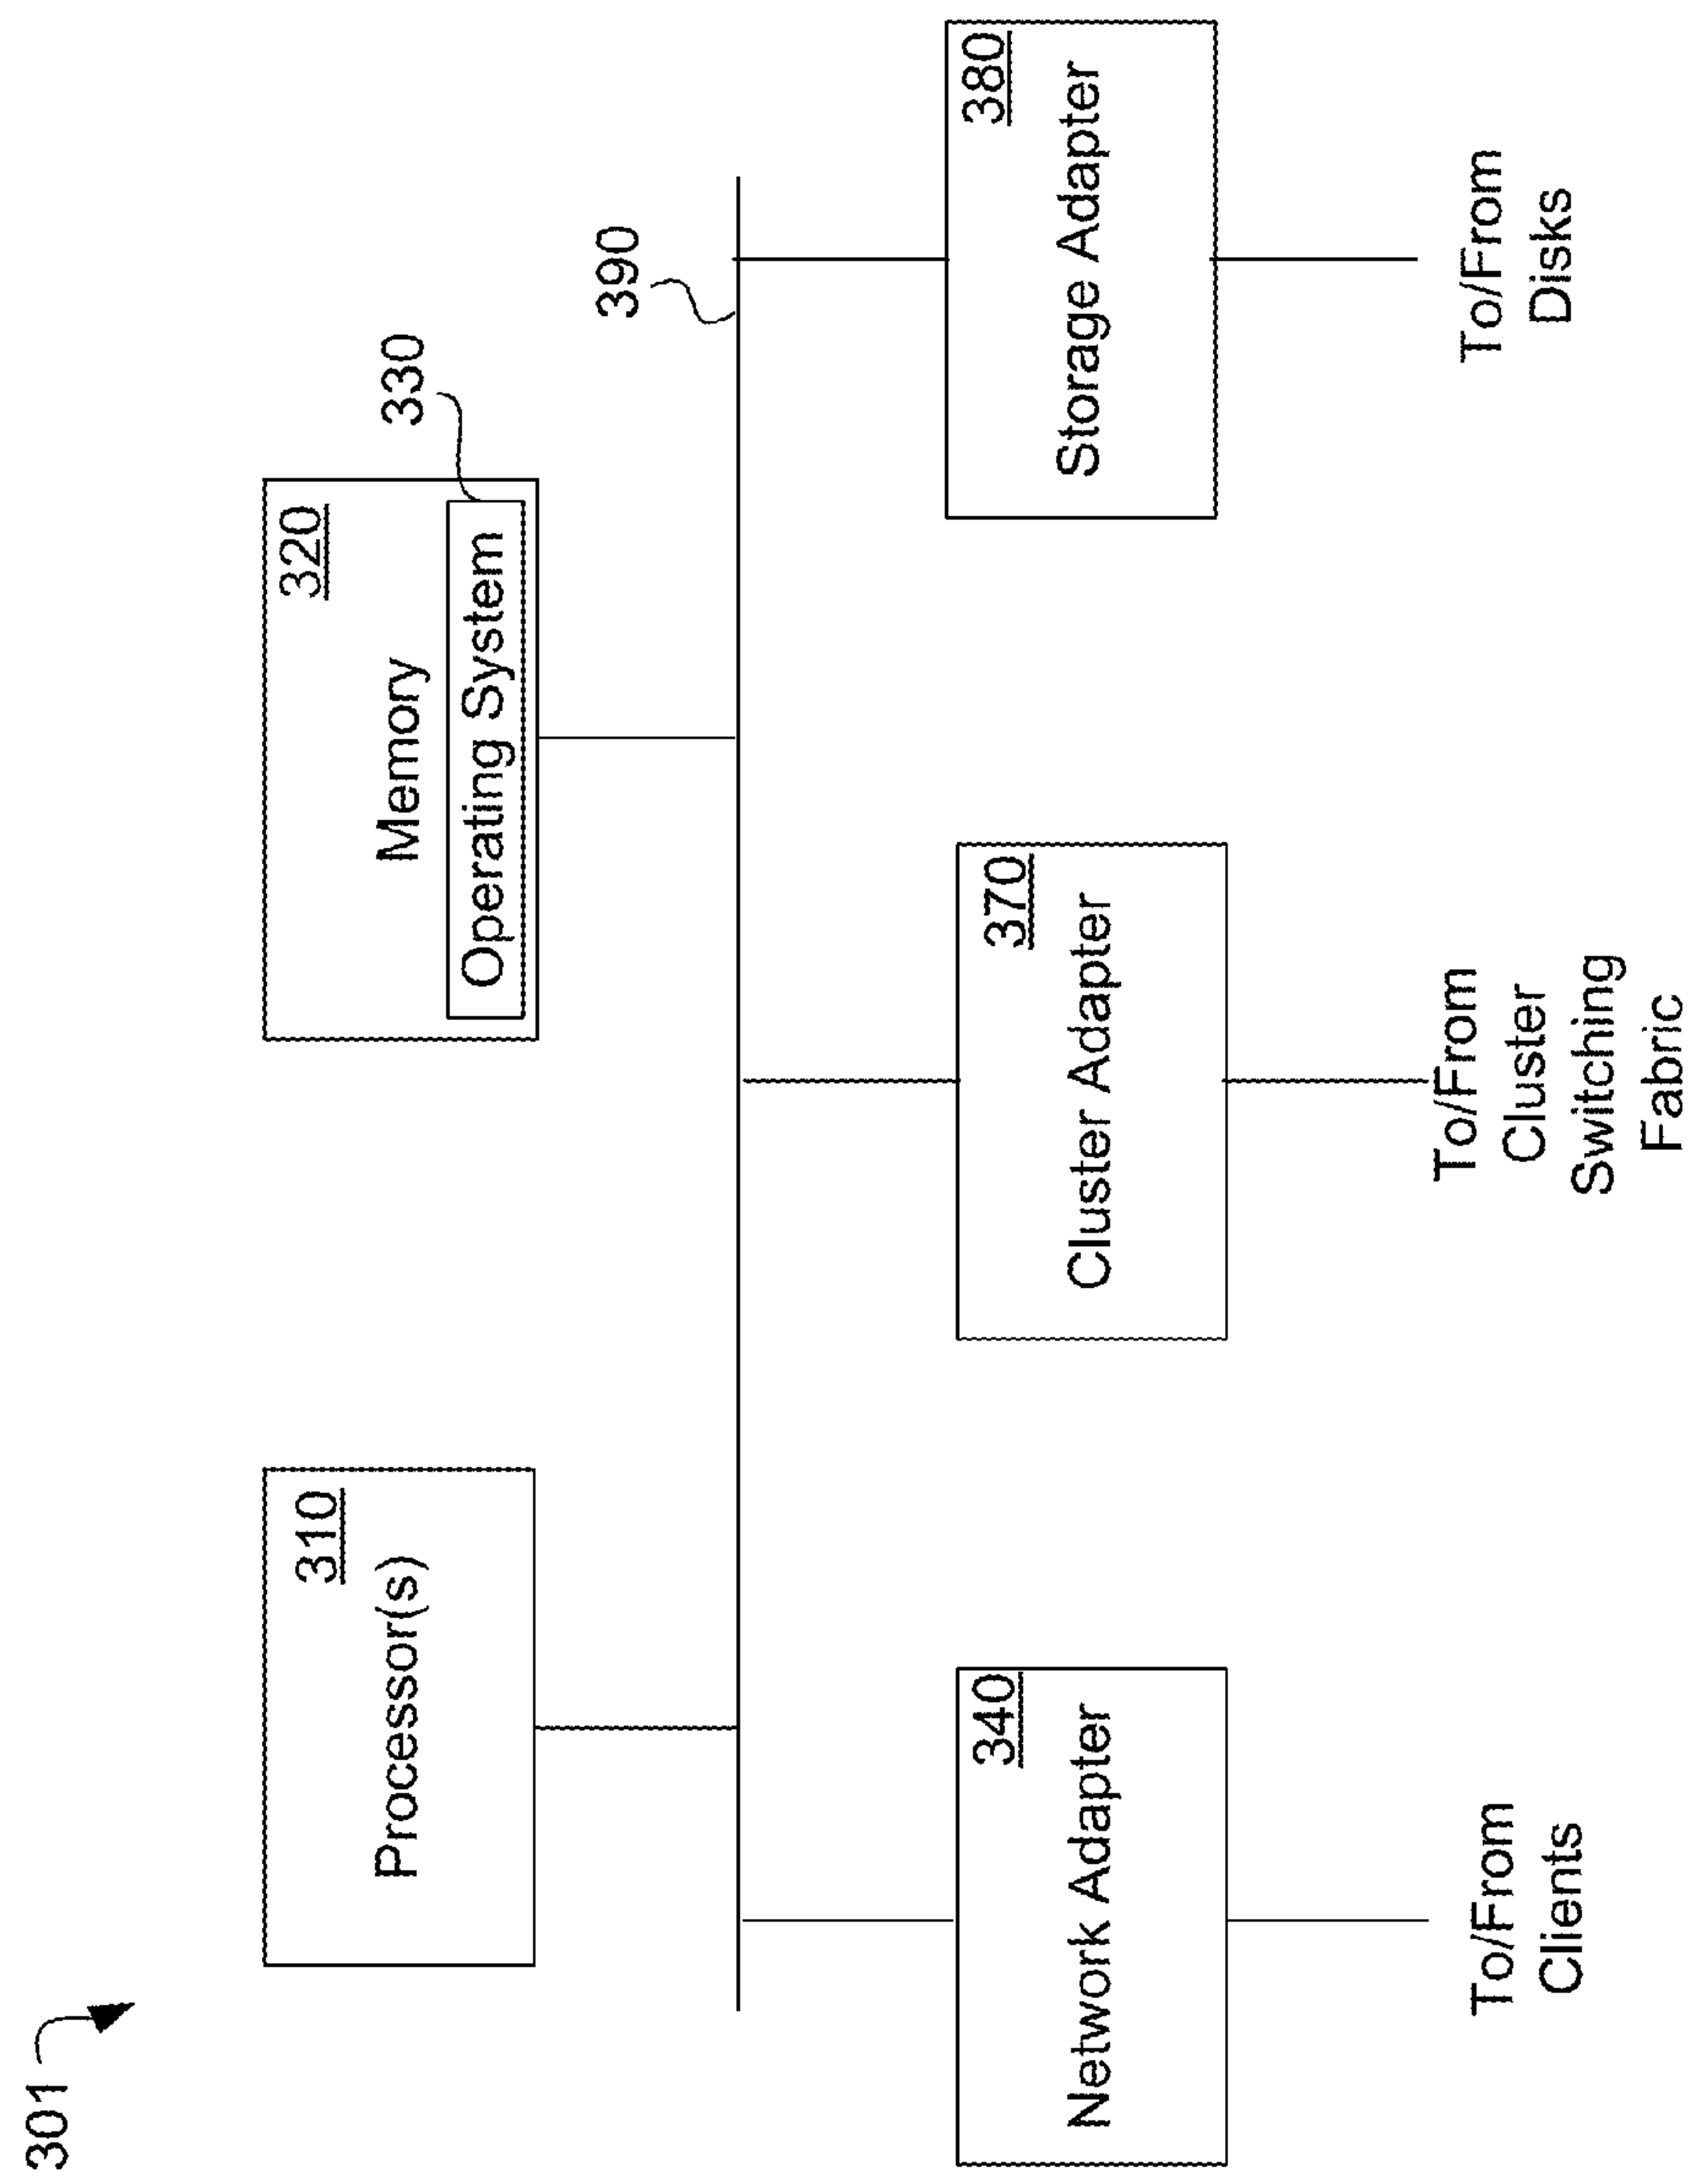 301
310
Processor(s)
320
Memory
Operating System
330
390
340
Network Adapter
370
Cluster Adapter
380
Storage Adapter
To/From
Clients
To/From
Cluster
Switching
Fabric
To/From
Disks